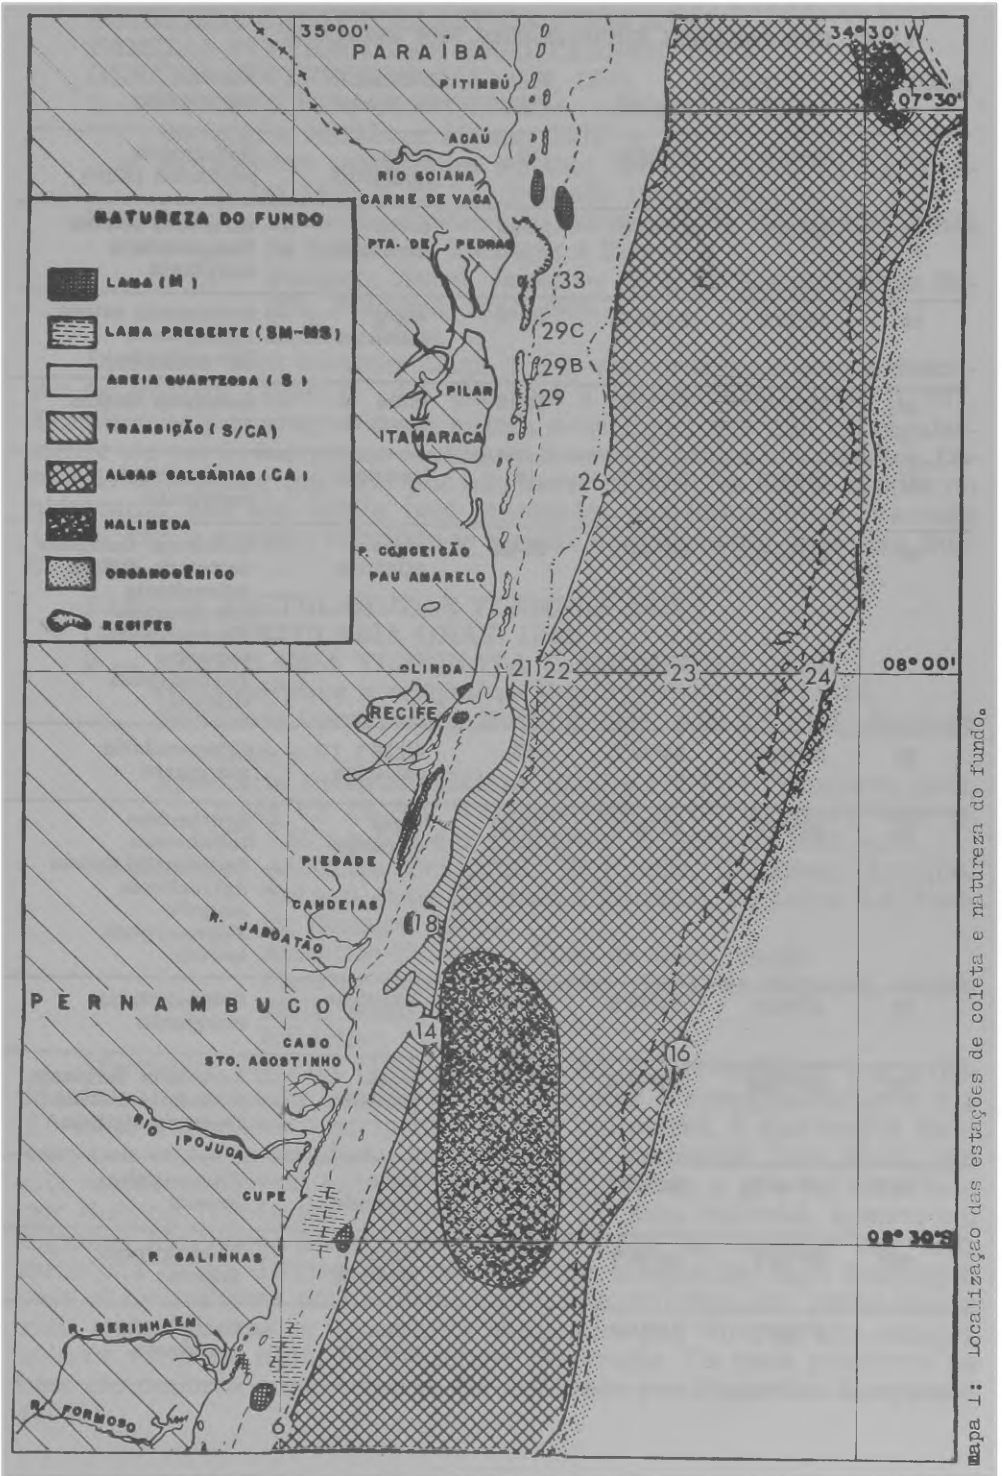 35°00'
34°30' W
PARAÍBA
PITIMBÚ
07°30'
ACAÚ
RIO GOIANA
CARNE DE VACA
NATUREZA DO FUNDO
PTA. DE PEDRAS
LAMA (M)
33
LAMA PRESENTE (SM-MS)
29C
AREIA QUARTZOSA (S)
29B
PILAR
29
TRANSIÇÃO (S/CA)
ITAMARACÁ
ALGAS CALCÁRIAS (CA)
26
HALIMEDA
P. CONCEIÇÃO
ORGANOGÊNICO
PAU AMARELO
RECIFES
OLINDA
21
22
23
24
08°00'
RECIFE
PIEDADE
CANDEIAS
R. JABOATÃO
18
PERNAMBUCO
14
CABO
STO. AGOSTINHO
16
RIO IPOJUCA
CUPE
08°30'S
P. GALINHAS
R. SERINHAEM
R. FORMOSO
6
Mapa 1: Localização das estações de coleta e natureza do fundo.